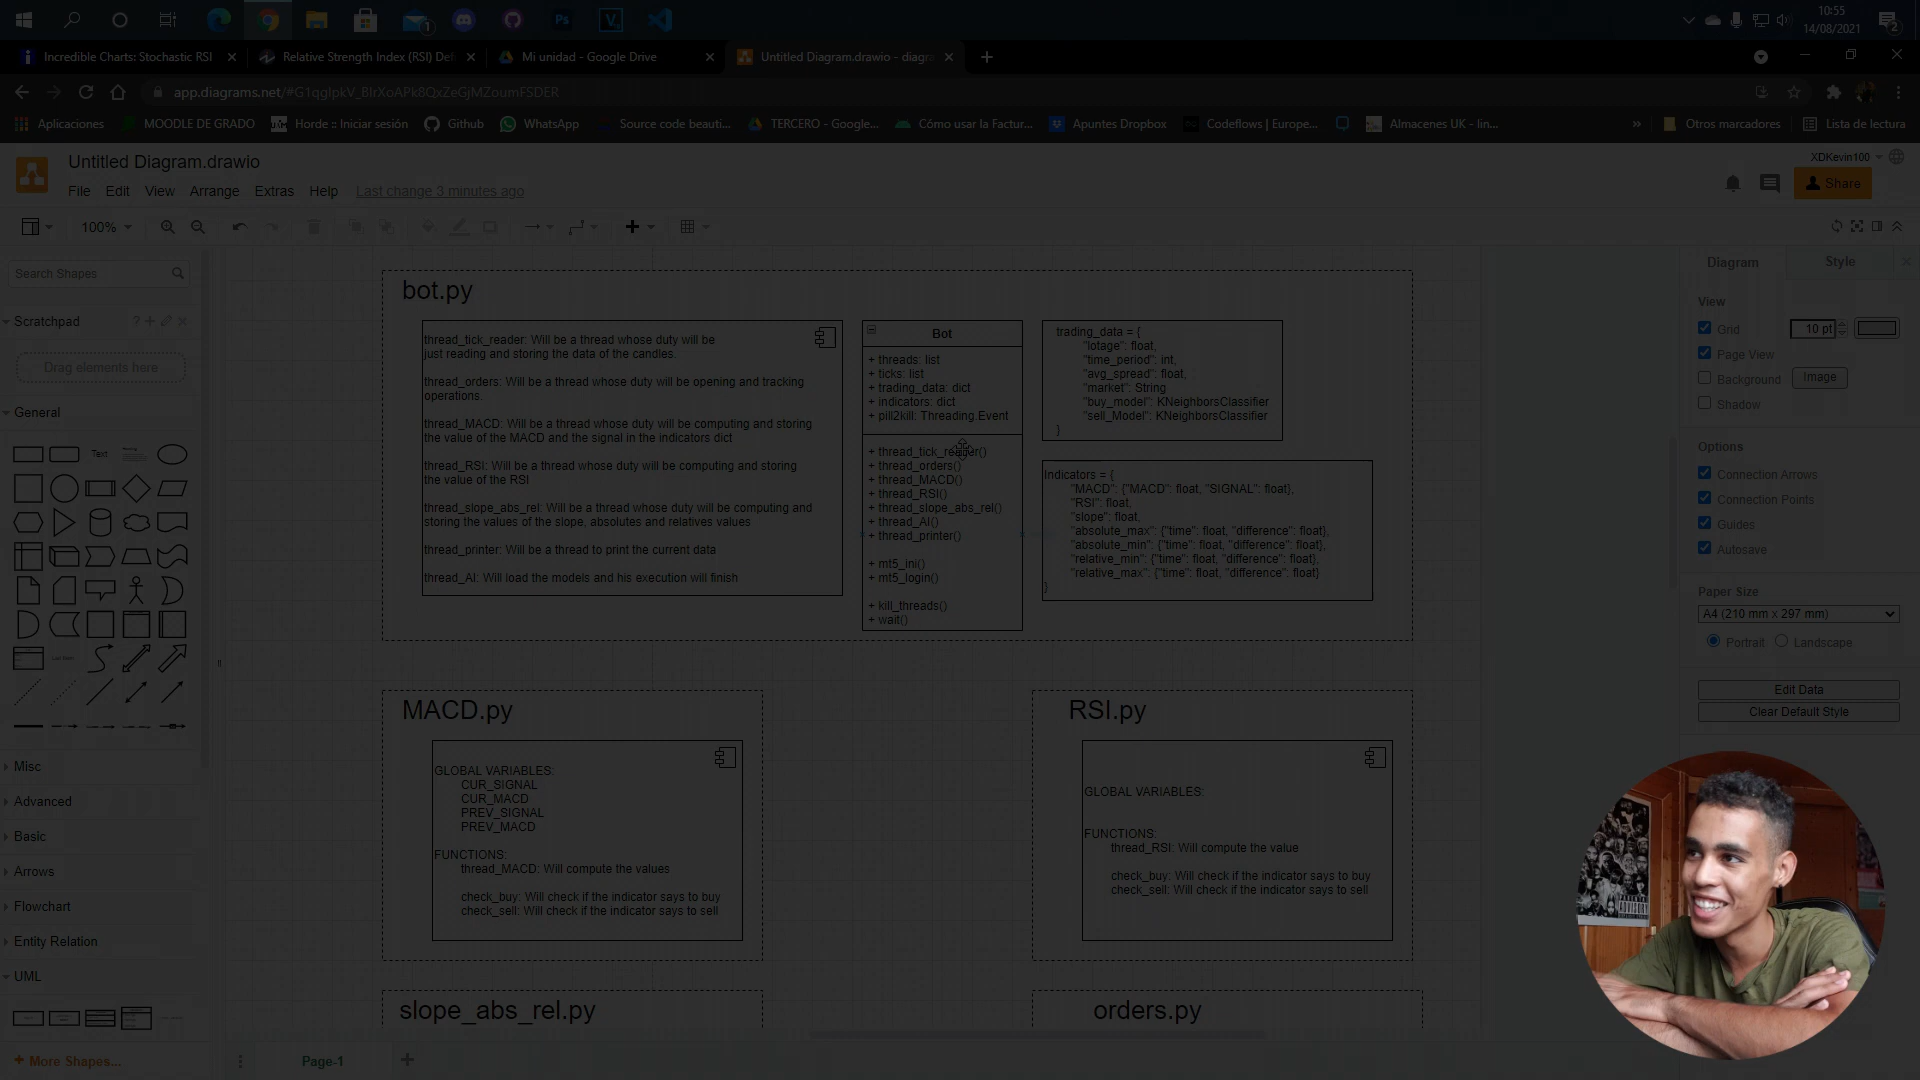 10:55
14/08/2021
1
2
Incredible Charts: Stochastic RSI
Relative Strength Index (RSI) Def
Mi unidad - Google Drive
Untitled Diagram.drawio - diagra
app.diagrams.net/#G1qgIpkV_BIrXoAPk8QxZeGjMZoumFSDER
Aplicaciones
MOODLE DE GRADO
Horde :: Iniciar sesión
Github
WhatsApp
Source code beauti...
TERCERO - Google...
Cómo usar la Factur...
Apuntes Dropbox
Codeflows | Europe...
Almacenes UK - lin...
»
Otros marcadores
Lista de lectura
Untitled Diagram.drawio
XDKevin100
File Edit View Arrange Extras Help Last change 3 minutes ago
Share
100%
Search Shapes
Scratchpad
Drag elements here
General
Text
Misc
Advanced
Basic
Arrows
Flowchart
Entity Relation
UML
+ More Shapes...
bot.py
thread_tick_reader: Will be a thread whose duty will be
just reading and storing the data of the candles.
thread_orders: Will be a thread whose duty will be opening and tracking
operations.
thread_MACD: Will be a thread whose duty will be computing and storing
the value of the MACD and the signal in the indicators dict
thread_RSI: Will be a thread whose duty will be computing and storing
the value of the RSI
thread_slope_abs_rel: Will be a thread whose duty will be computing and
storing the values of the slope, absolutes and relatives values
thread_printer: Will be a thread to print the current data
thread_AI: Will load the models and his execution will finish
Bot
+ threads: list
+ ticks: list
+ trading_data: dict
+ indicators: dict
+ pill2kill: Threading.Event
+ thread_tick_reader()
+ thread_orders()
+ thread_MACD()
+ thread_RSI()
+ thread_slope_abs_rel()
+ thread_AI()
+ thread_printer()
+ mt5_ini()
+ mt5_login()
+ kill_threads()
+ wait()
trading_data = {
"lotage": float,
"time_period": int,
"avg_spread": float,
"market": String
"buy_model": KNeighborsClassifier
"sell_Model": KNeighborsClassifier
}
Indicators = {
"MACD": {"MACD": float, "SIGNAL": float},
"RSI": float,
"slope": float,
"absolute_max": {"time": float, "difference": float},
"absolute_min": {"time": float, "difference": float},
"relative_min": {"time": float, "difference": float},
"relative_max": {"time": float, "difference": float}
}
MACD.py
GLOBAL VARIABLES:
CUR_SIGNAL
CUR_MACD
PREV_SIGNAL
PREV_MACD
FUNCTIONS:
thread_MACD: Will compute the values
check_buy: Will check if the indicator says to buy
check_sell: Will check if the indicator says to sell
RSI.py
GLOBAL VARIABLES:
FUNCTIONS:
thread_RSI: Will compute the value
check_buy: Will check if the indicator says to buy
check_sell: Will check if the indicator says to sell
slope_abs_rel.py
orders.py
Page-1
Diagram
Style
View
Grid
10 pt
Page View
Background
Image
Shadow
Options
Connection Arrows
Connection Points
Guides
Autosave
Paper Size
A4 (210 mm x 297 mm)
Portrait
Landscape
Edit Data
Clear Default Style